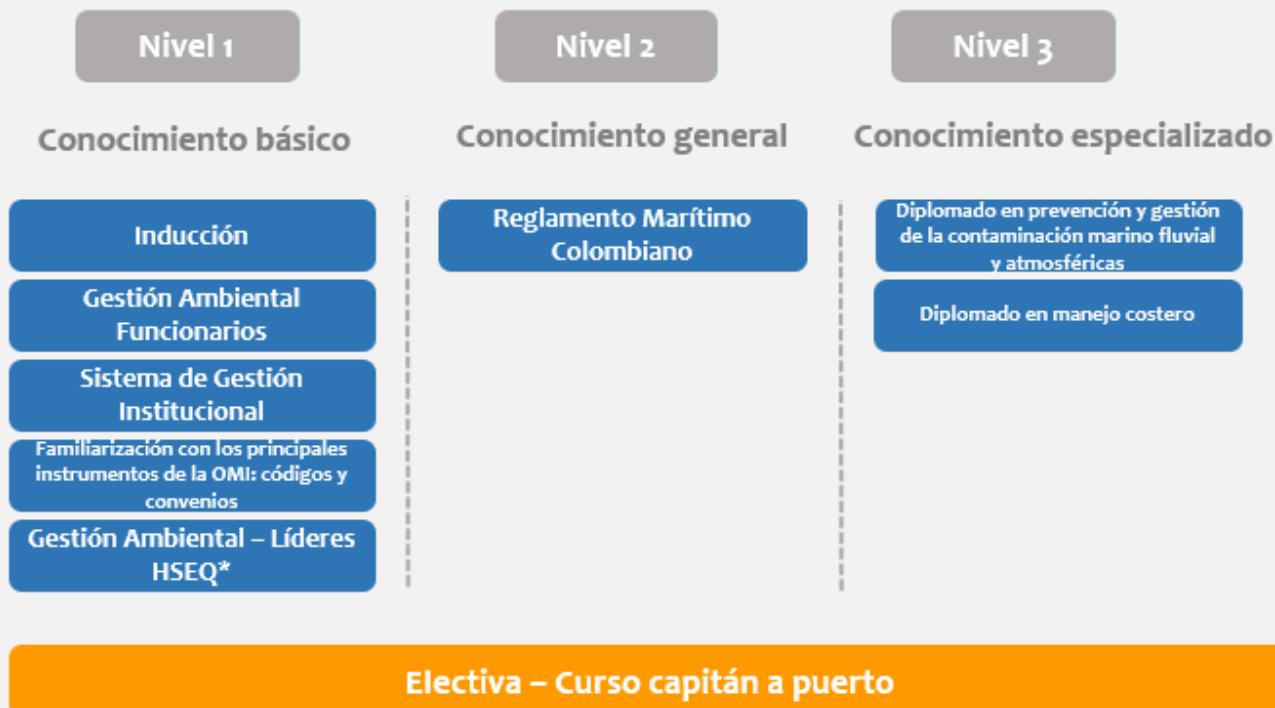 Nivel 1
Nivel 2
Nivel 3
Conocimiento básico
Conocimiento general
Conocimiento especializado
Inducción
Gestión Ambiental
Funcionarios
Sistema de Gestión
Institucional
Familiarización con los principales
instrumentos de la OMI: códigos y
convenios
Gestión Ambiental – Líderes
HSEQ*
Reglamento Marítimo
Colombiano
Diplomado en prevención y gestión
de la contaminación marino fluvial
y atmosféricas
Diplomado en manejo costero
Electiva – Curso capitán a puerto